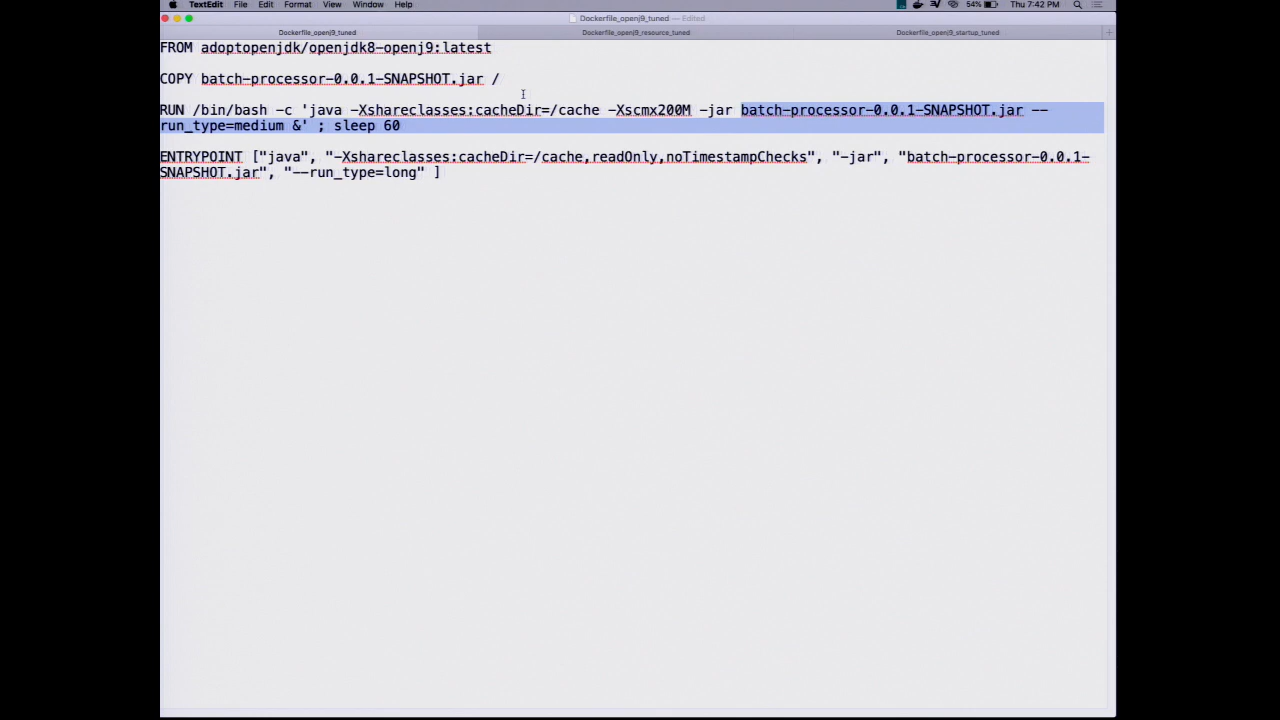 TextEdit File Edit Format View Window Help 54% Thu 7:42 PM
Dockerfile_openj9_tuned — Edited
Dockerfile_openj9_tuned Dockerfile_openj9_resource_tuned Dockerfile_openj9_startup_tuned +
FROM adoptopenjdk/openjdk8-openj9:latest
COPY batch-processor-0.0.1-SNAPSHOT.jar /
RUN /bin/bash -c 'java -Xshareclasses:cacheDir=/cache -Xscmx200M -jar batch-processor-0.0.1-SNAPSHOT.jar --
run_type=medium &' ; sleep 60
ENTRYPOINT ["java", "-Xshareclasses:cacheDir=/cache,readOnly,noTimestampChecks", "-jar", "batch-processor-0.0.1-
SNAPSHOT.jar", "--run_type=long" ]